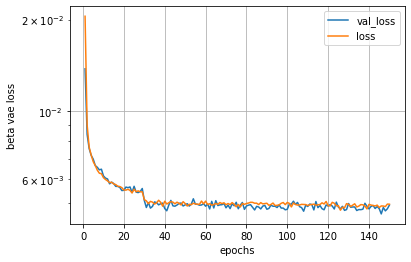 2 × 10⁻²
10⁻²
6 × 10⁻³
beta vae loss
val_loss
loss
0 20 40 60 80 100 120 140
epochs